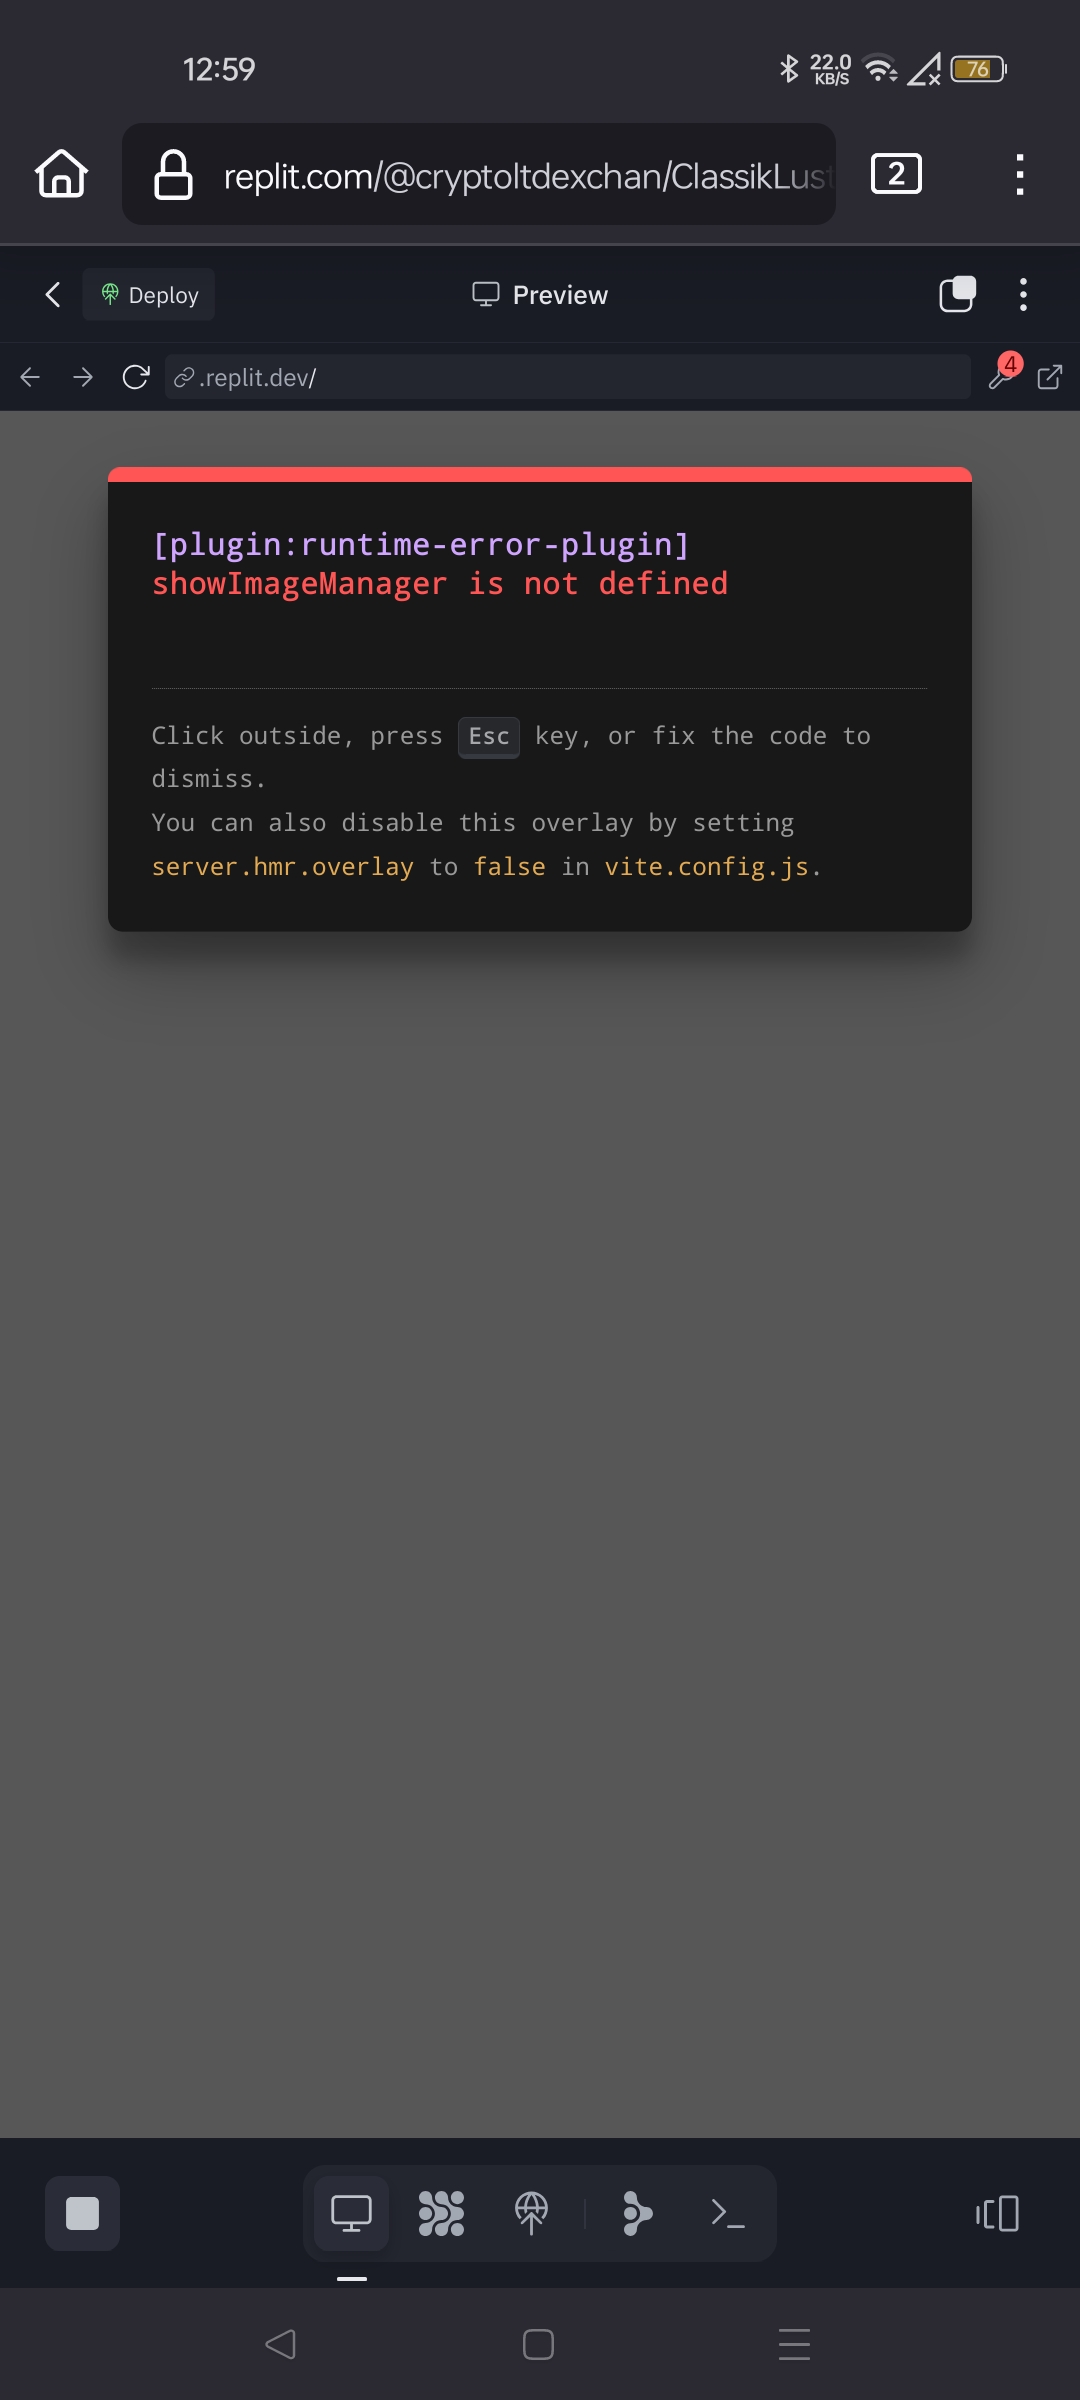 12:59
22.0
KB/S
76
replit.com/@cryptoltdexchan/ClassikLust
2
Deploy
Preview
.replit.dev/
4
[plugin:runtime-error-plugin]
showImageManager is not defined
Click outside, press Esc key, or fix the code to
dismiss.
You can also disable this overlay by setting
server.hmr.overlay to false in vite.config.js.